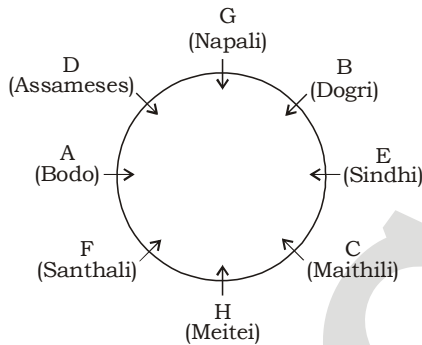 G
(Napali)
D
(Assameses)
B
(Dogri)
A
(Bodo)
E
(Sindhi)
F
(Santhali)
C
(Maithili)
H
(Meitei)